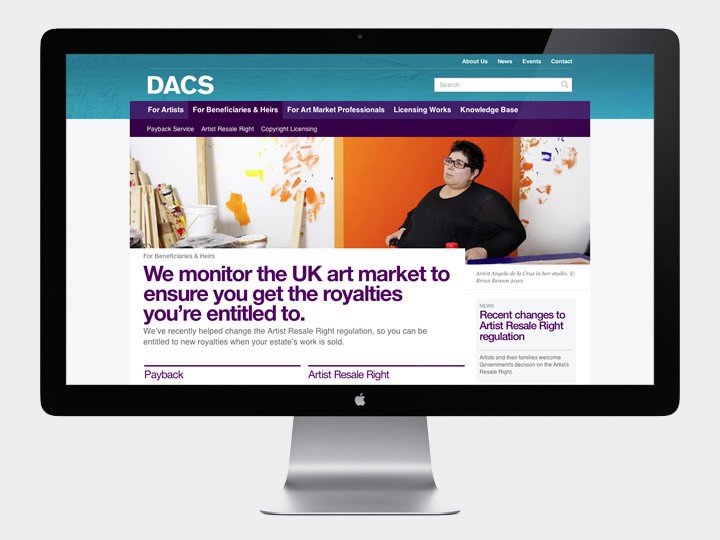 About Us News Events Contact
DACS
Search
For Artists For Beneficiaries & Heirs For Art Market Professionals Licensing Works Knowledge Base
Payback Service Artist Resale Right Copyright Licensing
For Beneficiaries & Heirs
We monitor the UK art market to
ensure you get the royalties
you're entitled to.
We've recently helped change the Artist Resale Right regulation, so you can be
entitled to new royalties when your estate's work is sold.
Payback
Artist Resale Right
Artist Angela de la Cruz in her studio. ©
Brian Benson 2010.
NEWS
Recent changes to
Artist Resale Right
regulation
Artists and their families welcome
Government's decision on the Artist's
Resale Right.